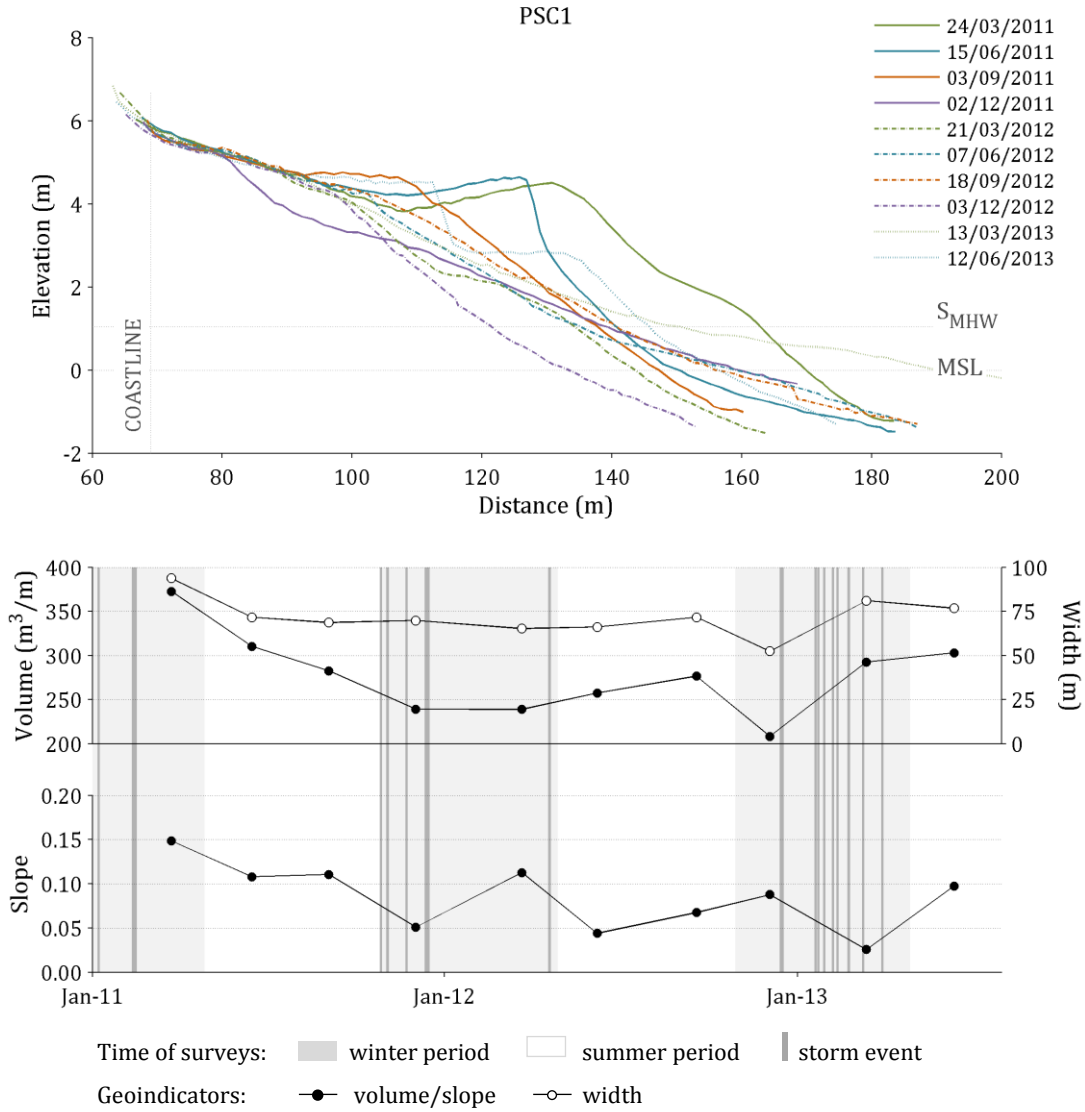 PSC1
24/03/2011
15/06/2011
03/09/2011
02/12/2011
21/03/2012
07/06/2012
18/09/2012
03/12/2012
13/03/2013
12/06/2013
8
6
4
2
0
-2
Elevation (m)
COASTLINE
SMHW
MSL
60 80 100 120 140 160 180 200
Distance (m)
400
350
300
250
200
Volume (m³/m)
100
75
50
25
0
Width (m)
0.20
0.15
0.10
0.05
0.00
Slope
Jan-11 Jan-12 Jan-13
Time of surveys: winter period summer period storm event
Geoindicators: volume/slope width